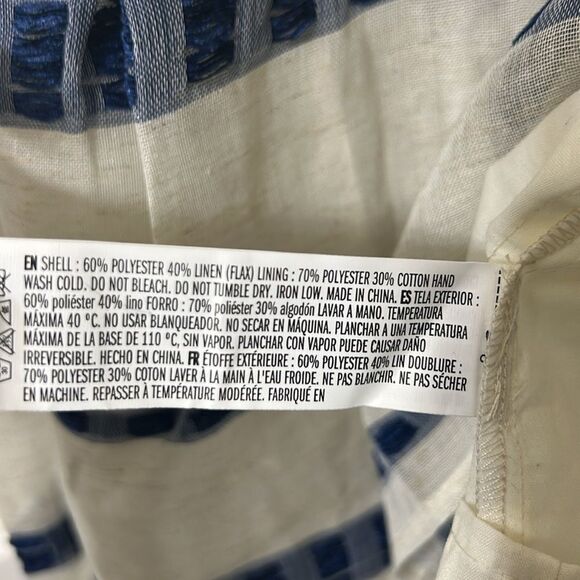 EN SHELL : 60% POLYESTER 40% LINEN (FLAX) LINING : 70% POLYESTER 30% COTTON HAND
WASH COLD. DO NOT BLEACH. DO NOT TUMBLE DRY. IRON LOW. MADE IN CHINA. ES TELA EXTERIOR :
60% poliéster 40% lino FORRO : 70% poliéster 30% algodón LAVAR A MANO. TEMPERATURA
MÁXIMA 40 °C. NO USAR BLANQUEADOR. NO SECAR EN MÁQUINA. PLANCHAR A UNA TEMPERATURA
MÁXIMA DE LA BASE DE 110 °C, SIN VAPOR. PLANCHAR CON VAPOR PUEDE CAUSAR DAÑO
IRREVERSIBLE. HECHO EN CHINA. FR ÉTOFFE EXTÉRIEURE : 60% POLYESTER 40% LIN DOUBLURE :
70% POLYESTER 30% COTON LAVER À LA MAIN À L'EAU FROIDE. NE PAS BLANCHIR. NE PAS SÉCHER
EN MACHINE. REPASSER À TEMPÉRATURE MODÉRÉE. FABRIQUÉ EN